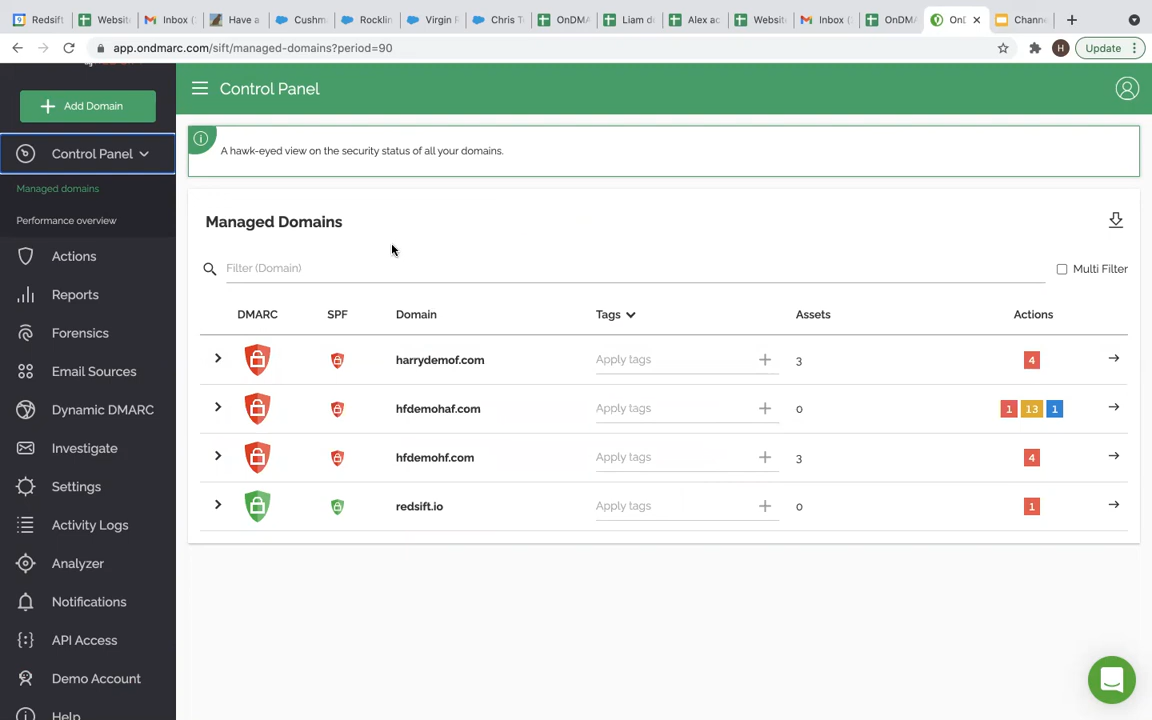 Redsift
Website
Inbox (
Have a
Cushm
Rocklin
Virgin
Chris T
OnDMA
Liam d
Alex ac
Website
Inbox (
OnDMA
OnD
Channe
app.ondmarc.com/sift/managed-domains?period=90
H
Update
Add Domain
Control Panel
Managed domains
Performance overview
Actions
Reports
Forensics
Email Sources
Dynamic DMARC
Investigate
Settings
Activity Logs
Analyzer
Notifications
API Access
Demo Account
Help
Control Panel
A hawk-eyed view on the security status of all your domains.
Managed Domains
Filter (Domain)
Multi Filter
DMARC SPF Domain Tags Assets Actions
harrydemof.com Apply tags 3 4
hfdemohaf.com Apply tags 0 1 13 1
hfdemohf.com Apply tags 3 4
redsift.io Apply tags 0 1